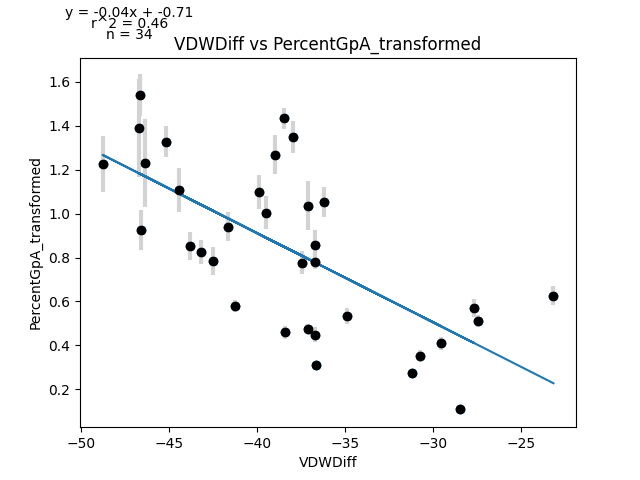 y = -0.04x + -0.71
r^2 = 0.46
n = 34
VDWDiff vs PercentGpA_transformed
PercentGpA_transformed
1.6
1.4
1.2
1.0
0.8
0.6
0.4
0.2
−50 −45 −40 −35 −30 −25
VDWDiff